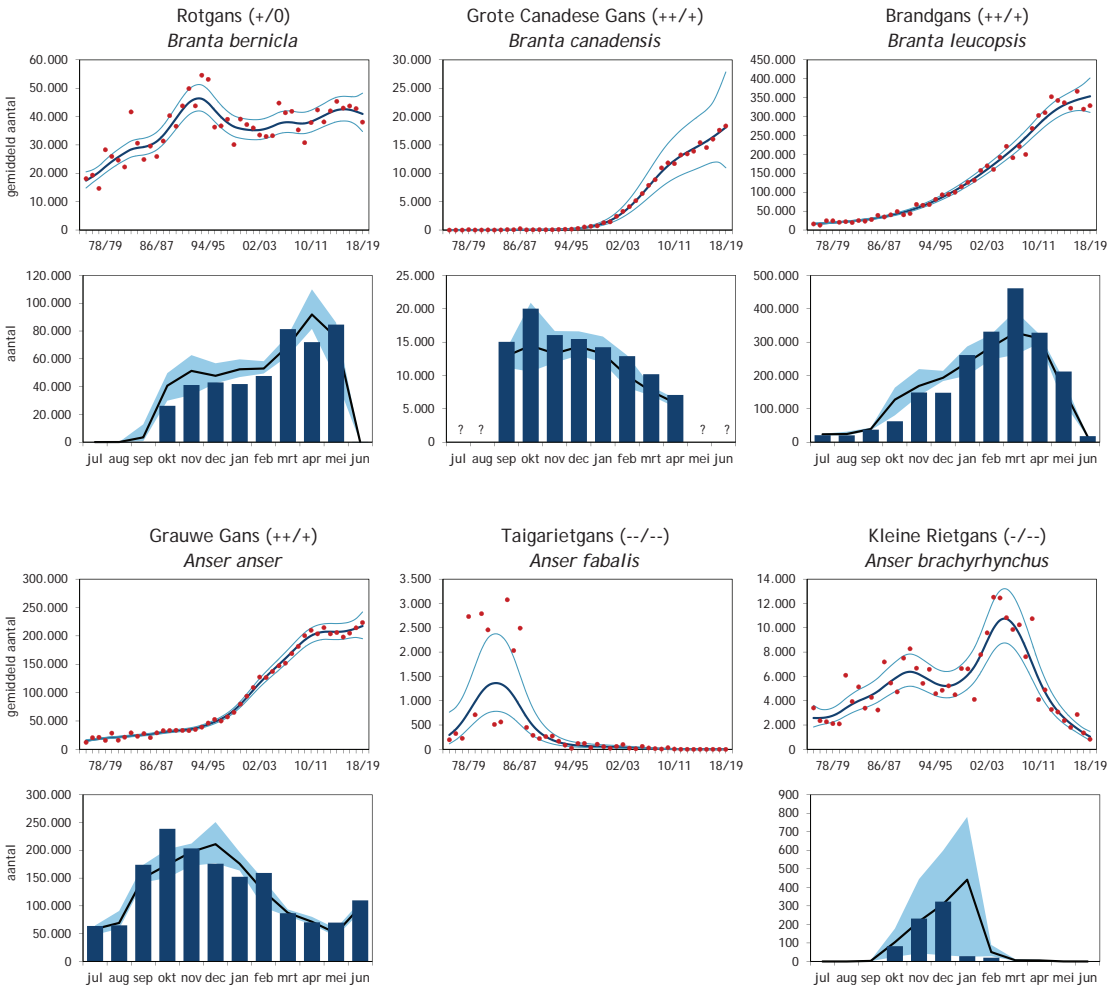 Rotgans (+/0)
Branta bernicla
Grote Canadese Gans (++/+)
Branta canadensis
Brandgans (++/+)
Branta leucopsis
gemiddeld aantal
60.000
50.000
40.000
30.000
20.000
10.000
0
78/79 86/87 94/95 02/03 10/11 18/19
30.000
25.000
20.000
15.000
10.000
5.000
0
78/79 86/87 94/95 02/03 10/11 18/19
450.000
400.000
350.000
300.000
250.000
200.000
150.000
100.000
50.000
0
78/79 86/87 94/95 02/03 10/11 18/19
aantal
120.000
100.000
80.000
60.000
40.000
20.000
0
jul aug sep okt nov dec jan feb mrt apr mei jun
25.000
20.000
15.000
10.000
5.000
0
? ? ? ?
jul aug sep okt nov dec jan feb mrt apr mei jun
500.000
400.000
300.000
200.000
100.000
0
jul aug sep okt nov dec jan feb mrt apr mei jun
Grauwe Gans (++/+)
Anser anser
Taigarietgans (--/--)
Anser fabalis
Kleine Rietgans (-/--)
Anser brachyrhynchus
gemiddeld aantal
300.000
250.000
200.000
150.000
100.000
50.000
0
78/79 86/87 94/95 02/03 10/11 18/19
3.500
3.000
2.500
2.000
1.500
1.000
500
0
78/79 86/87 94/95 02/03 10/11 18/19
14.000
12.000
10.000
8.000
6.000
4.000
2.000
0
78/79 86/87 94/95 02/03 10/11 18/19
aantal
300.000
250.000
200.000
150.000
100.000
50.000
0
jul aug sep okt nov dec jan feb mrt apr mei jun
900
800
700
600
500
400
300
200
100
0
jul aug sep okt nov dec jan feb mrt apr mei jun